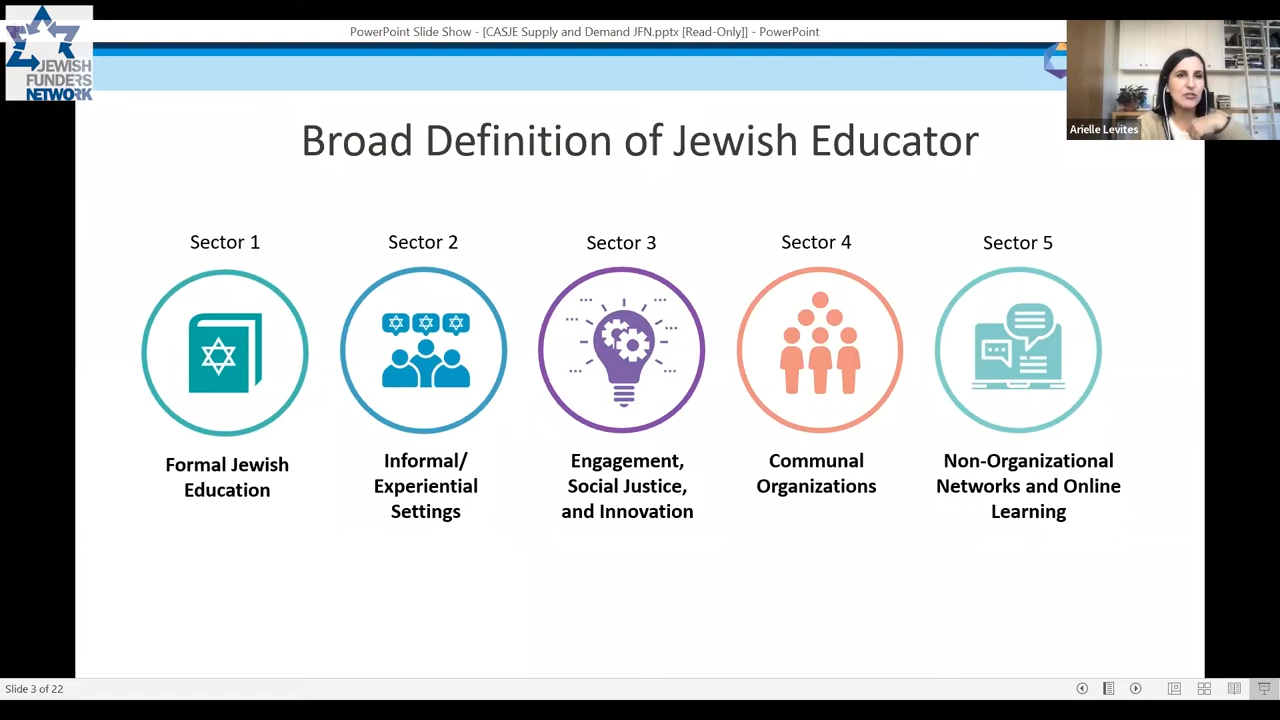 PowerPoint Slide Show - [CASJE Supply and Demand JFN.pptx [Read-Only]] - PowerPoint
JEWISH
FUNDERS
NETWORK
Arielle Levites
Broad Definition of Jewish Educator
Sector 1
Sector 2
Sector 3
Sector 4
Sector 5
Formal Jewish
Education
Informal/
Experiential
Settings
Engagement,
Social Justice,
and Innovation
Communal
Organizations
Non-Organizational
Networks and Online
Learning
Slide 3 of 22